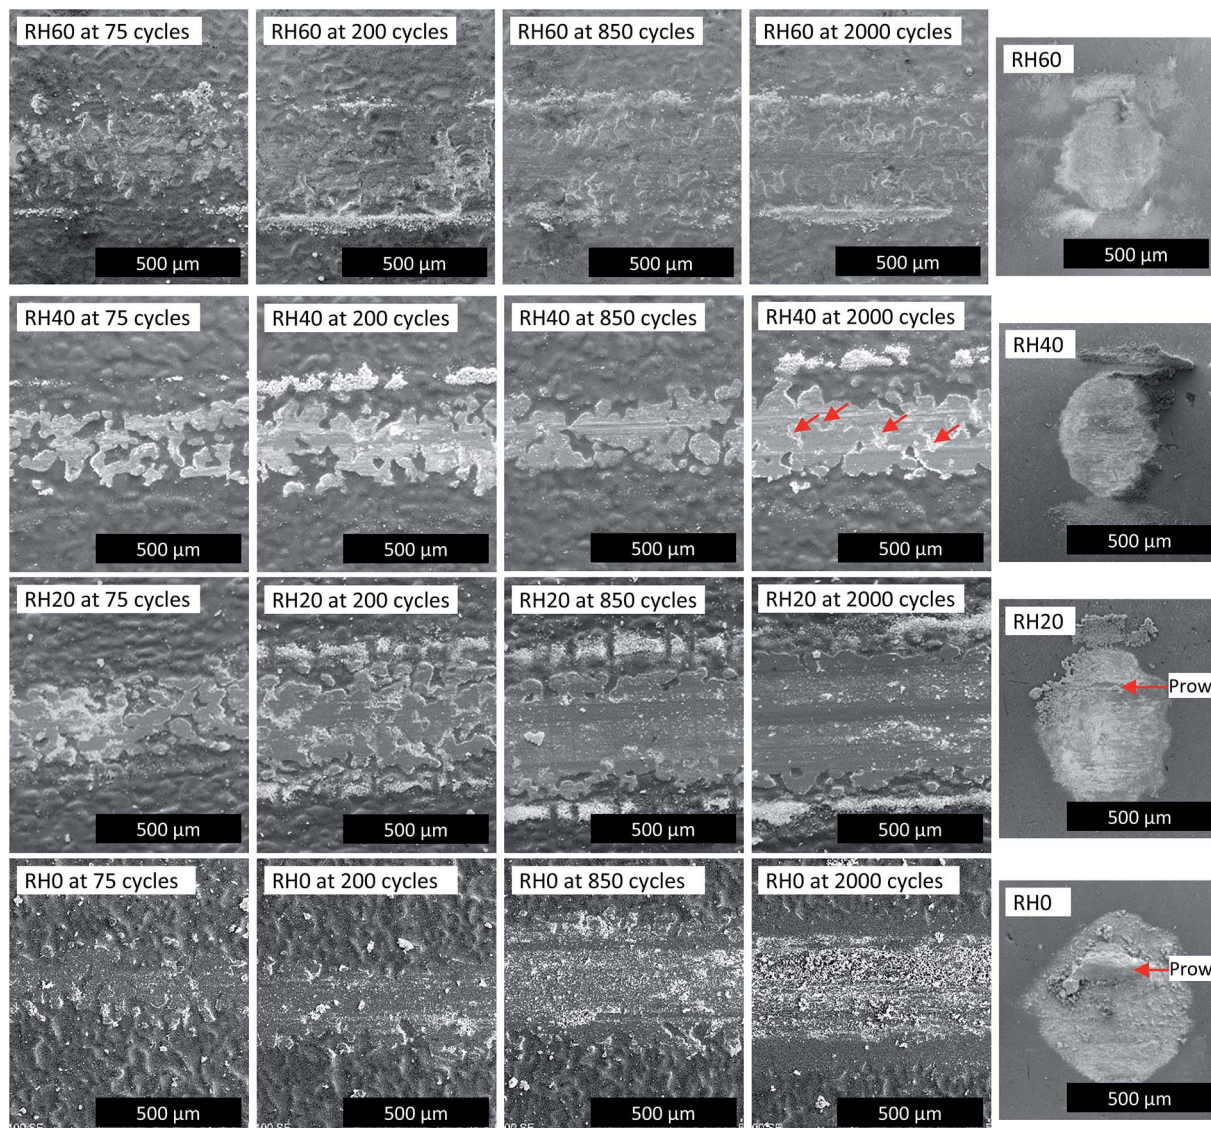 RH60 at 75 cycles
RH60 at 200 cycles
RH60 at 850 cycles
RH60 at 2000 cycles
RH60
500 µm
500 µm
500 µm
500 µm
500 µm
RH40 at 75 cycles
RH40 at 200 cycles
RH40 at 850 cycles
RH40 at 2000 cycles
RH40
500 µm
500 µm
500 µm
500 µm
500 µm
RH20 at 75 cycles
RH20 at 200 cycles
RH20 at 850 cycles
RH20 at 2000 cycles
RH20
Prow
500 µm
500 µm
500 µm
500 µm
500 µm
RH0 at 75 cycles
RH0 at 200 cycles
RH0 at 850 cycles
RH0 at 2000 cycles
RH0
Prow
500 µm
500 µm
500 µm
500 µm
500 µm